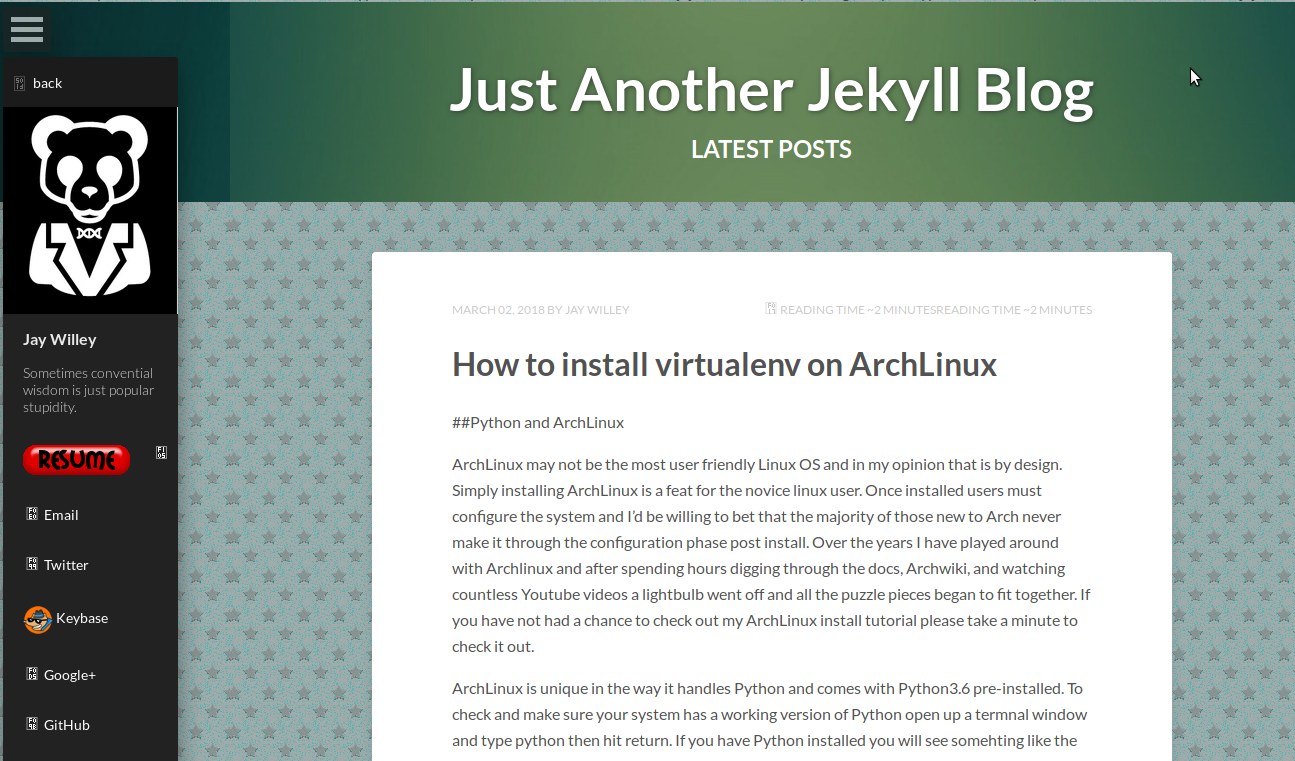 Just Another Jekyll Blog
LATEST POSTS
back
Jay Willey
Sometimes convential
wisdom is just popular
stupidity.
RESUME
Email
Twitter
Keybase
Google+
GitHub
MARCH 02, 2018 BY JAY WILLEY
READING TIME ~2 MINUTESREADING TIME ~2 MINUTES
How to install virtualenv on ArchLinux
##Python and ArchLinux
ArchLinux may not be the most user friendly Linux OS and in my opinion that is by design.
Simply installing ArchLinux is a feat for the novice linux user. Once installed users must
configure the system and I’d be willing to bet that the majority of those new to Arch never
make it through the configuration phase post install. Over the years I have played around
with Archlinux and after spending hours digging through the docs, Archwiki, and watching
countless Youtube videos a lightbulb went off and all the puzzle pieces began to fit together. If
you have not had a chance to check out my ArchLinux install tutorial please take a minute to
check it out.
ArchLinux is unique in the way it handles Python and comes with Python3.6 pre-installed. To
check and make sure your system has a working version of Python open up a termnal window
and type python then hit return. If you have Python installed you will see somehting like the